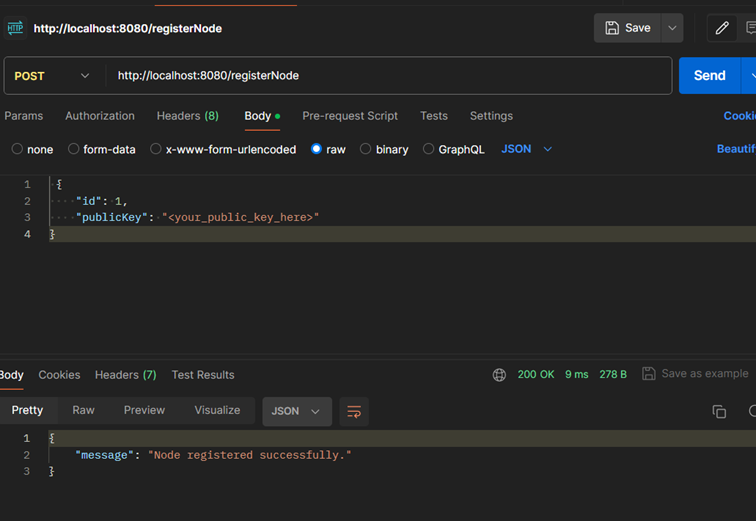 HTTP http://localhost:8080/registerNode Save
POST http://localhost:8080/registerNode Send
Params Authorization Headers (8) Body Pre-request Script Tests Settings
none form-data x-www-form-urlencoded raw binary GraphQL JSON
1 {
2 "id": 1,
3 "publicKey": "<your_public_key_here>"
4 }
Body Cookies Headers (7) Test Results 200 OK 9 ms 278 B Save as example
Pretty Raw Preview Visualize JSON
1 {
2 "message": "Node registered successfully."
3 }